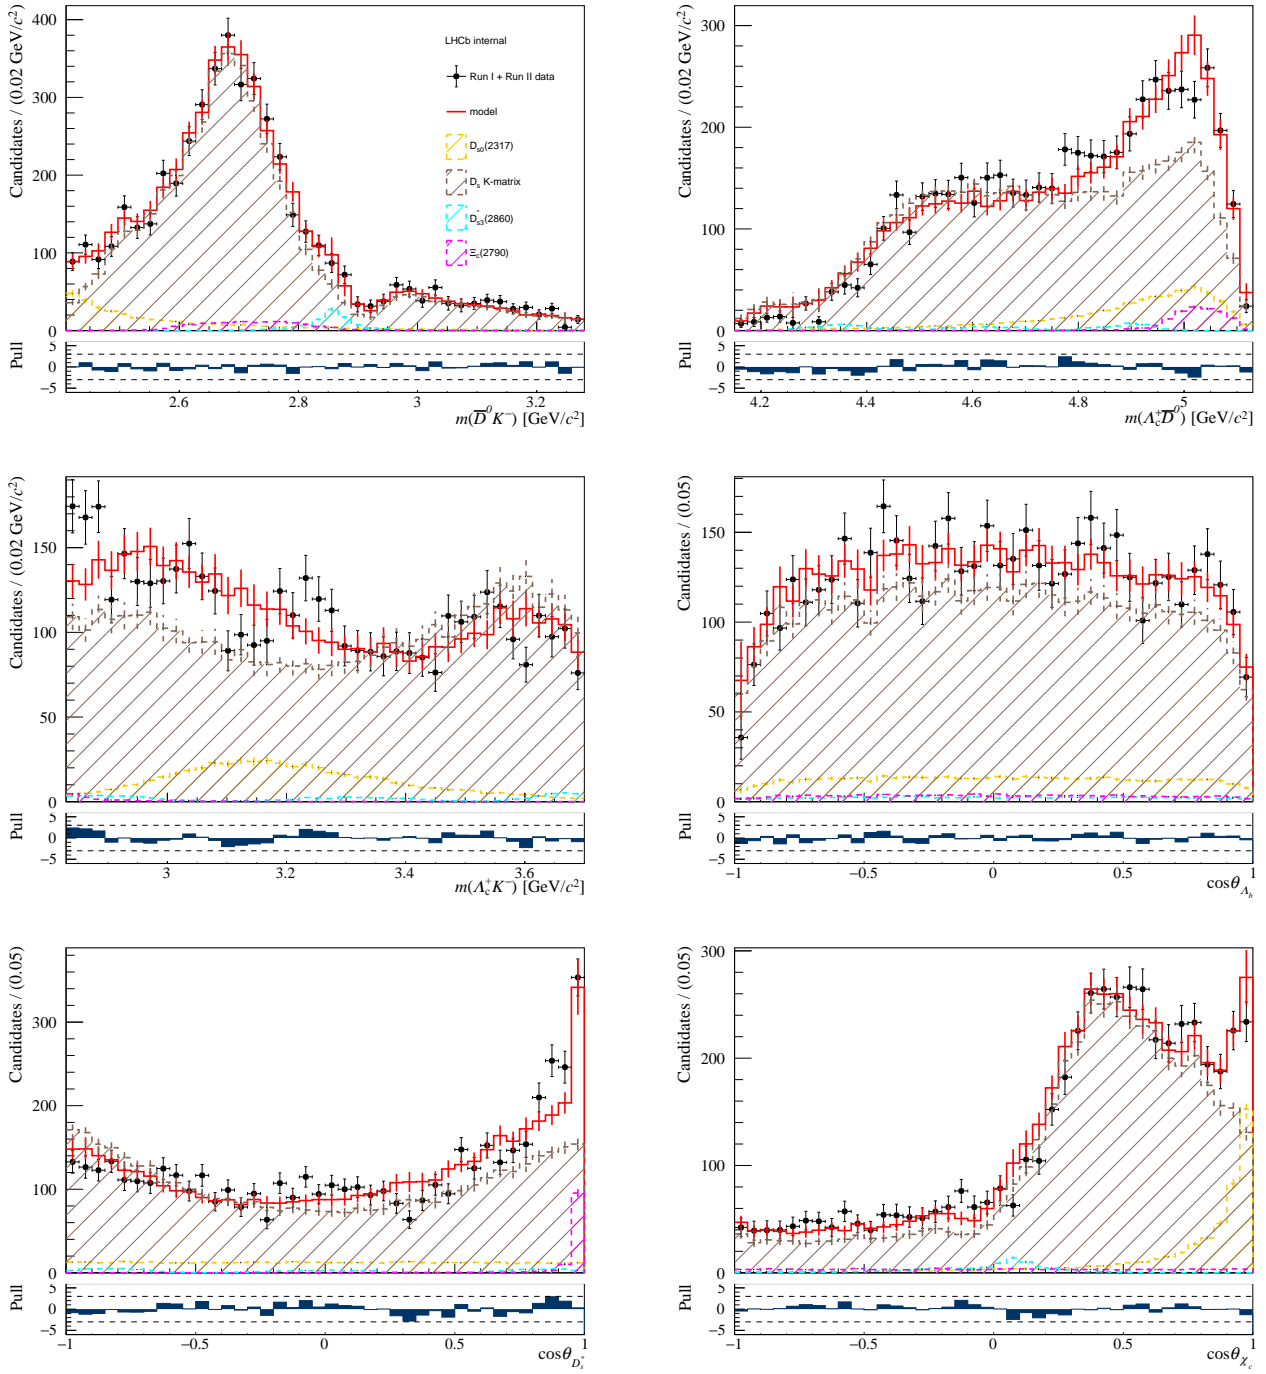 Candidates / (0.02 GeV/c²)
400
300
200
100
0
LHCb internal
Run I + Run II data
model
D_{s0}(2317)
D_s K-matrix
D*_{s3}(2860)
Ξ_c(2790)
Pull
5
0
−5
2.6 2.8 3 3.2
m(D̅⁰K⁻) [GeV/c²]
Candidates / (0.02 GeV/c²)
300
200
100
0
Pull
5
0
−5
4.2 4.4 4.6 4.8 5
m(Λ_c⁺D̅⁰) [GeV/c²]
Candidates / (0.02 GeV/c²)
150
100
50
0
Pull
5
0
−5
3 3.2 3.4 3.6
m(Λ_c⁺K⁻) [GeV/c²]
Candidates / (0.05)
150
100
50
0
Pull
5
0
−5
−1 −0.5 0 0.5 1
cosθ_{Λ_b}
Candidates / (0.05)
300
200
100
0
Pull
5
0
−5
−1 −0.5 0 0.5 1
cosθ_{D_s*}
Candidates / (0.05)
300
200
100
0
Pull
5
0
−5
−1 −0.5 0 0.5 1
cosθ_{χ_c}